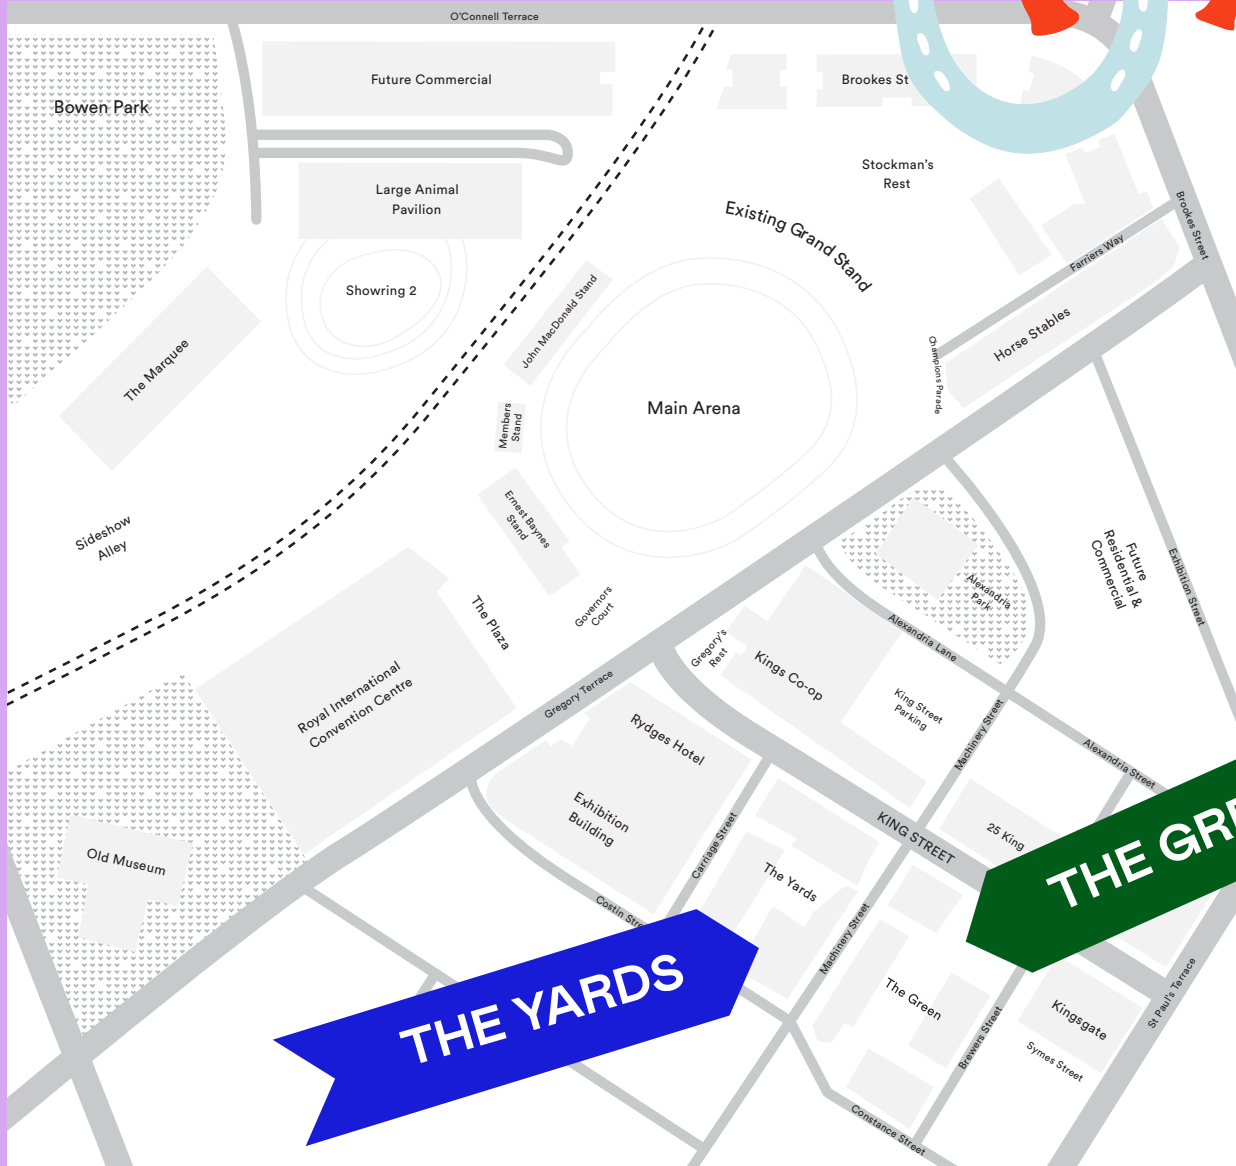 O'Connell Terrace
Future Commercial
Brookes St
Bowen Park
Stockman's
Rest
Large Animal
Pavilion
Existing Grand Stand
Brookes Street
Farriers Way
Showring 2
John MacDonald Stand
Horse Stables
The Marquee
Champions Parade
Members
Stand
Main Arena
Ernest Baynes
Stand
Sideshow
Alley
Future
Residential &
Commercial
Exhibition Street
Alexandria
Park
Governors
Court
The Plaza
Alexandria Lane
Gregory's
Rest
Kings Co-op
Royal International
Convention Centre
Gregory Terrace
King Street
Parking
Machinery Street
Rydges Hotel
Alexandria Street
Exhibition
Building
KING STREET
25 King
Carriage Street
THE GR
Old Museum
The Yards
Costin Stre
Machinery Street
THE YARDS
The Green
Kingsgate
St Paul's Terrace
Brewers Street
Symes Street
Constance Street